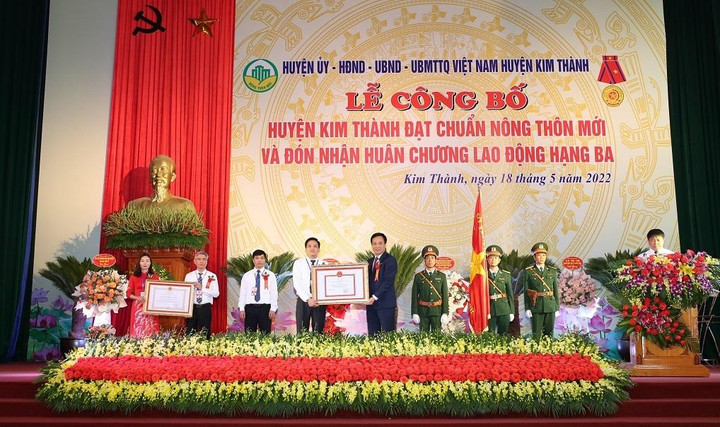 HUYỆN ỦY - HĐND - UBND - UBMTTQ VIỆT NAM HUYỆN KIM THÀNH
LỄ CÔNG BỐ
HUYỆN KIM THÀNH ĐẠT CHUẨN NÔNG THÔN MỚI
VÀ ĐÓN NHẬN HUÂN CHƯƠNG LAO ĐỘNG HẠNG BA
Kim Thành, ngày 18 tháng 5 năm 2022